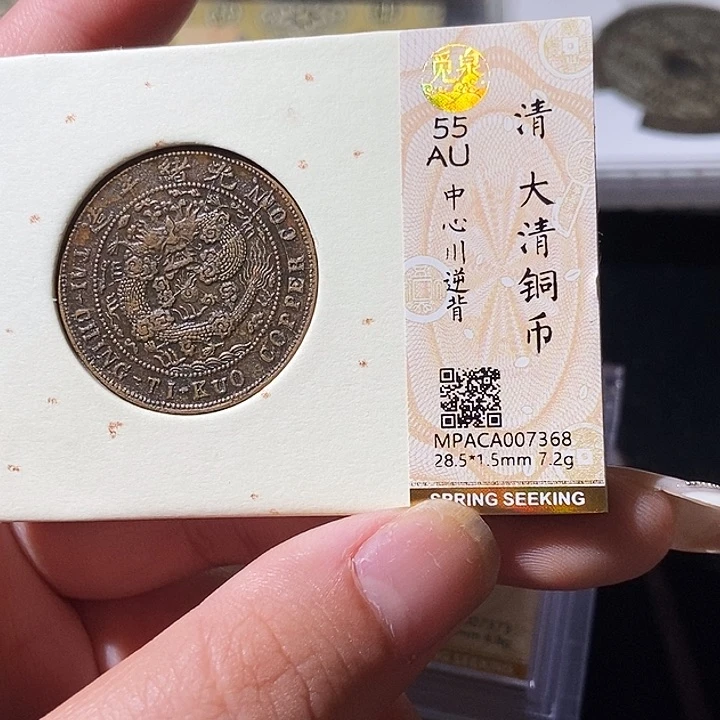 觅泉
55
AU
清 大清铜币
中心川逆背
MPACA007368
28.5*1.5mm 7.2g
SPRING SEEKING
光緒年造
TAI-CHING-TI-KUO COPPER COIN